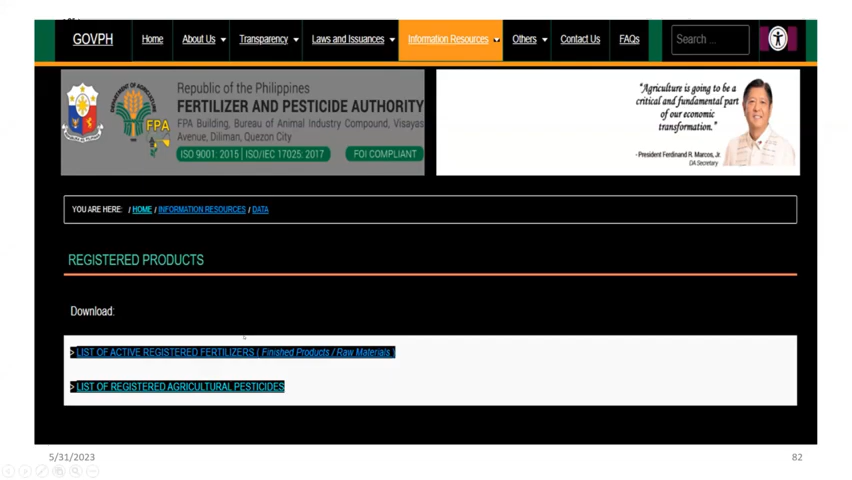 GOVPH Home About Us Transparency Laws and Issuances Information Resources Others Contact Us FAQs Search ...
Republic of the Philippines
FERTILIZER AND PESTICIDE AUTHORITY
FPA Building, Bureau of Animal Industry Compound, Visayas
Avenue, Diliman, Quezon City
ISO 9001: 2015 ISO/IEC 17025: 2017 FOI COMPLIANT
FPA
"Agriculture is going to be a
critical and fundamental part
of our economic
transformation."
- President Ferdinand R. Marcos, Jr.
DA Secretary
YOU ARE HERE: / HOME / INFORMATION RESOURCES / DATA
REGISTERED PRODUCTS
Download:
> LIST OF ACTIVE REGISTERED FERTILIZERS ( Finished Products / Raw Materials )
> LIST OF REGISTERED AGRICULTURAL PESTICIDES
5/31/2023 82